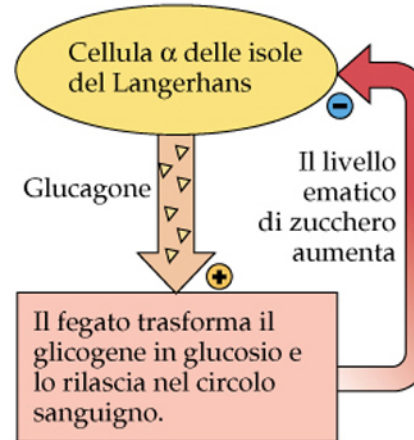 Cellula α delle isole
del Langerhans
Glucagone
Il livello
ematico
di zucchero
aumenta
Il fegato trasforma il
glicogene in glucosio e
lo rilascia nel circolo
sanguigno.